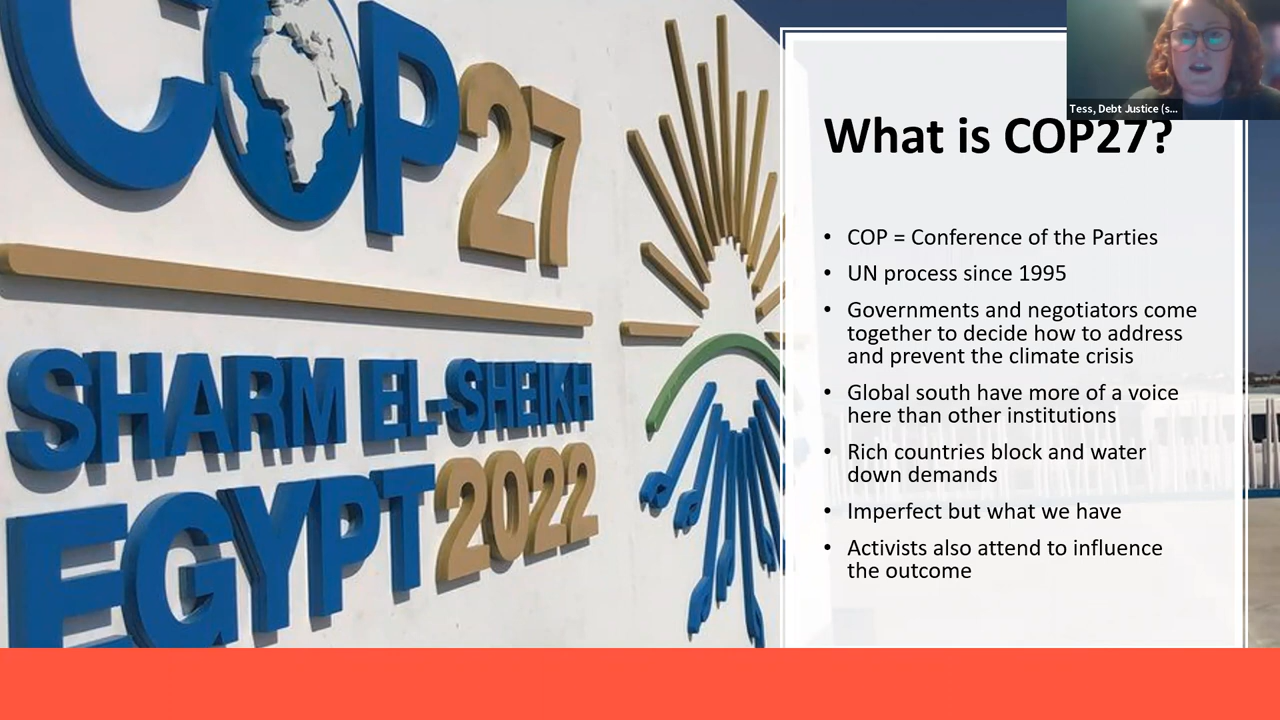 COP27
SHARM EL-SHEIKH
EGYPT 2022
Tess, Debt Justice (s...
What is COP27?
• COP = Conference of the Parties
• UN process since 1995
• Governments and negotiators come
together to decide how to address
and prevent the climate crisis
• Global south have more of a voice
here than other institutions
• Rich countries block and water
down demands
• Imperfect but what we have
• Activists also attend to influence
the outcome